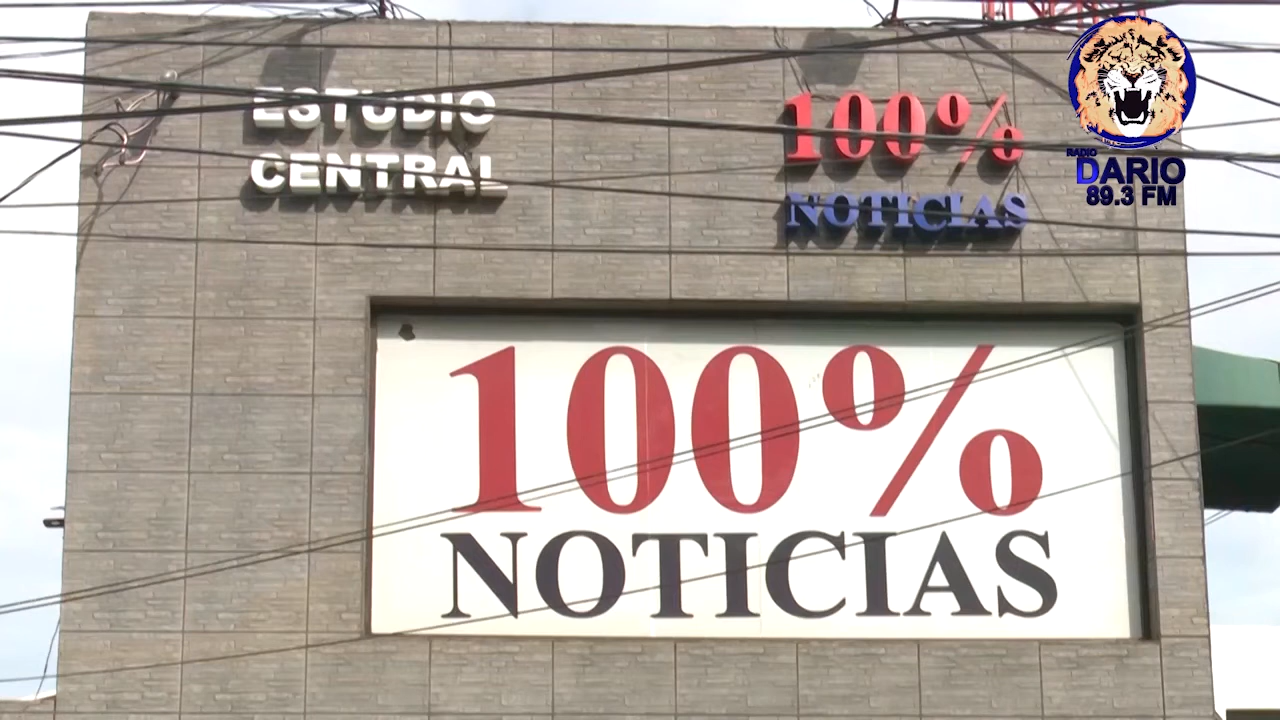 ESTUDIO
CENTRAL
100%
NOTICIAS
RADIO
DARIO
89.3 FM
100%
NOTICIAS